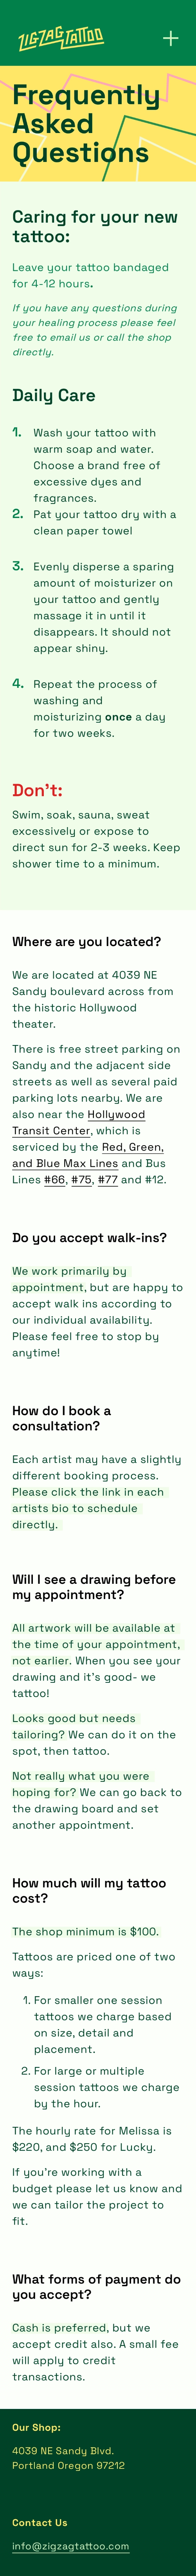 ZIGZAG TATTOO
Frequently
Asked
Questions
Caring for your new
tattoo:
Leave your tattoo bandaged
for 4-12 hours.
If you have any questions during
your healing process please feel
free to email us or call the shop
directly.
Daily Care
1. Wash your tattoo with
warm soap and water.
Choose a brand free of
excessive dyes and
fragrances.
2. Pat your tattoo dry with a
clean paper towel
3. Evenly disperse a sparing
amount of moisturizer on
your tattoo and gently
massage it in until it
disappears. It should not
appear shiny.
4. Repeat the process of
washing and
moisturizing once a day
for two weeks.
Don't:
Swim, soak, sauna, sweat
excessively or expose to
direct sun for 2-3 weeks. Keep
shower time to a minimum.
Where are you located?
We are located at 4039 NE
Sandy boulevard across from
the historic Hollywood
theater.
There is free street parking on
Sandy and the adjacent side
streets as well as several paid
parking lots nearby. We are
also near the Hollywood
Transit Center, which is
serviced by the Red, Green,
and Blue Max Lines and Bus
Lines #66, #75, #77 and #12.
Do you accept walk-ins?
We work primarily by
appointment, but are happy to
accept walk ins according to
our individual availability.
Please feel free to stop by
anytime!
How do I book a
consultation?
Each artist may have a slightly
different booking process.
Please click the link in each
artists bio to schedule
directly.
Will I see a drawing before
my appointment?
All artwork will be available at
the time of your appointment,
not earlier. When you see your
drawing and it's good- we
tattoo!
Looks good but needs
tailoring? We can do it on the
spot, then tattoo.
Not really what you were
hoping for? We can go back to
the drawing board and set
another appointment.
How much will my tattoo
cost?
The shop minimum is $100.
Tattoos are priced one of two
ways:
1. For smaller one session
tattoos we charge based
on size, detail and
placement.
2. For large or multiple
session tattoos we charge
by the hour.
The hourly rate for Melissa is
$220, and $250 for Lucky.
If you're working with a
budget please let us know and
we can tailor the project to
fit.
What forms of payment do
you accept?
Cash is preferred, but we
accept credit also. A small fee
will apply to credit
transactions.
Our Shop:
4039 NE Sandy Blvd.
Portland Oregon 97212
Contact Us
info@zigzagtattoo.com